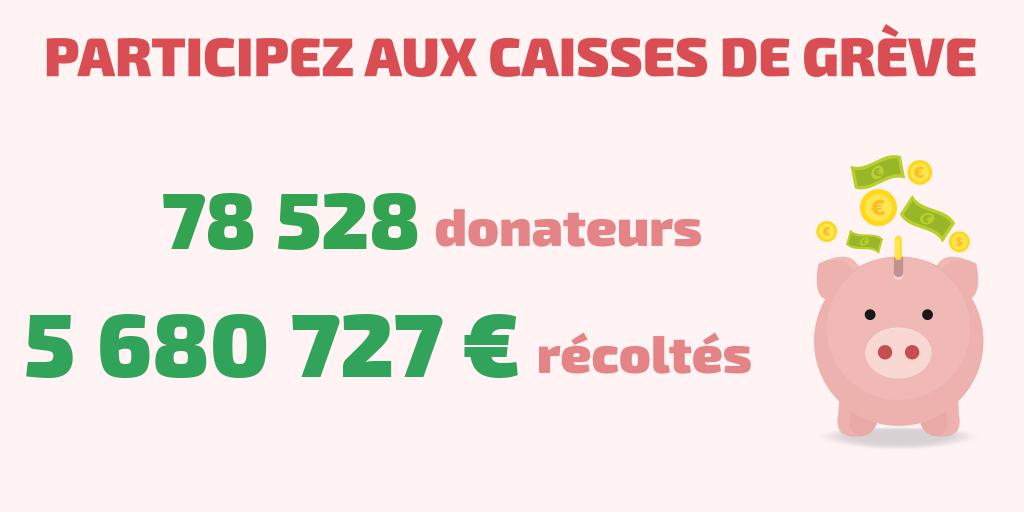 PARTICIPEZ AUX CAISSES DE GRÈVE
78 528 donateurs
5 680 727 € récoltés